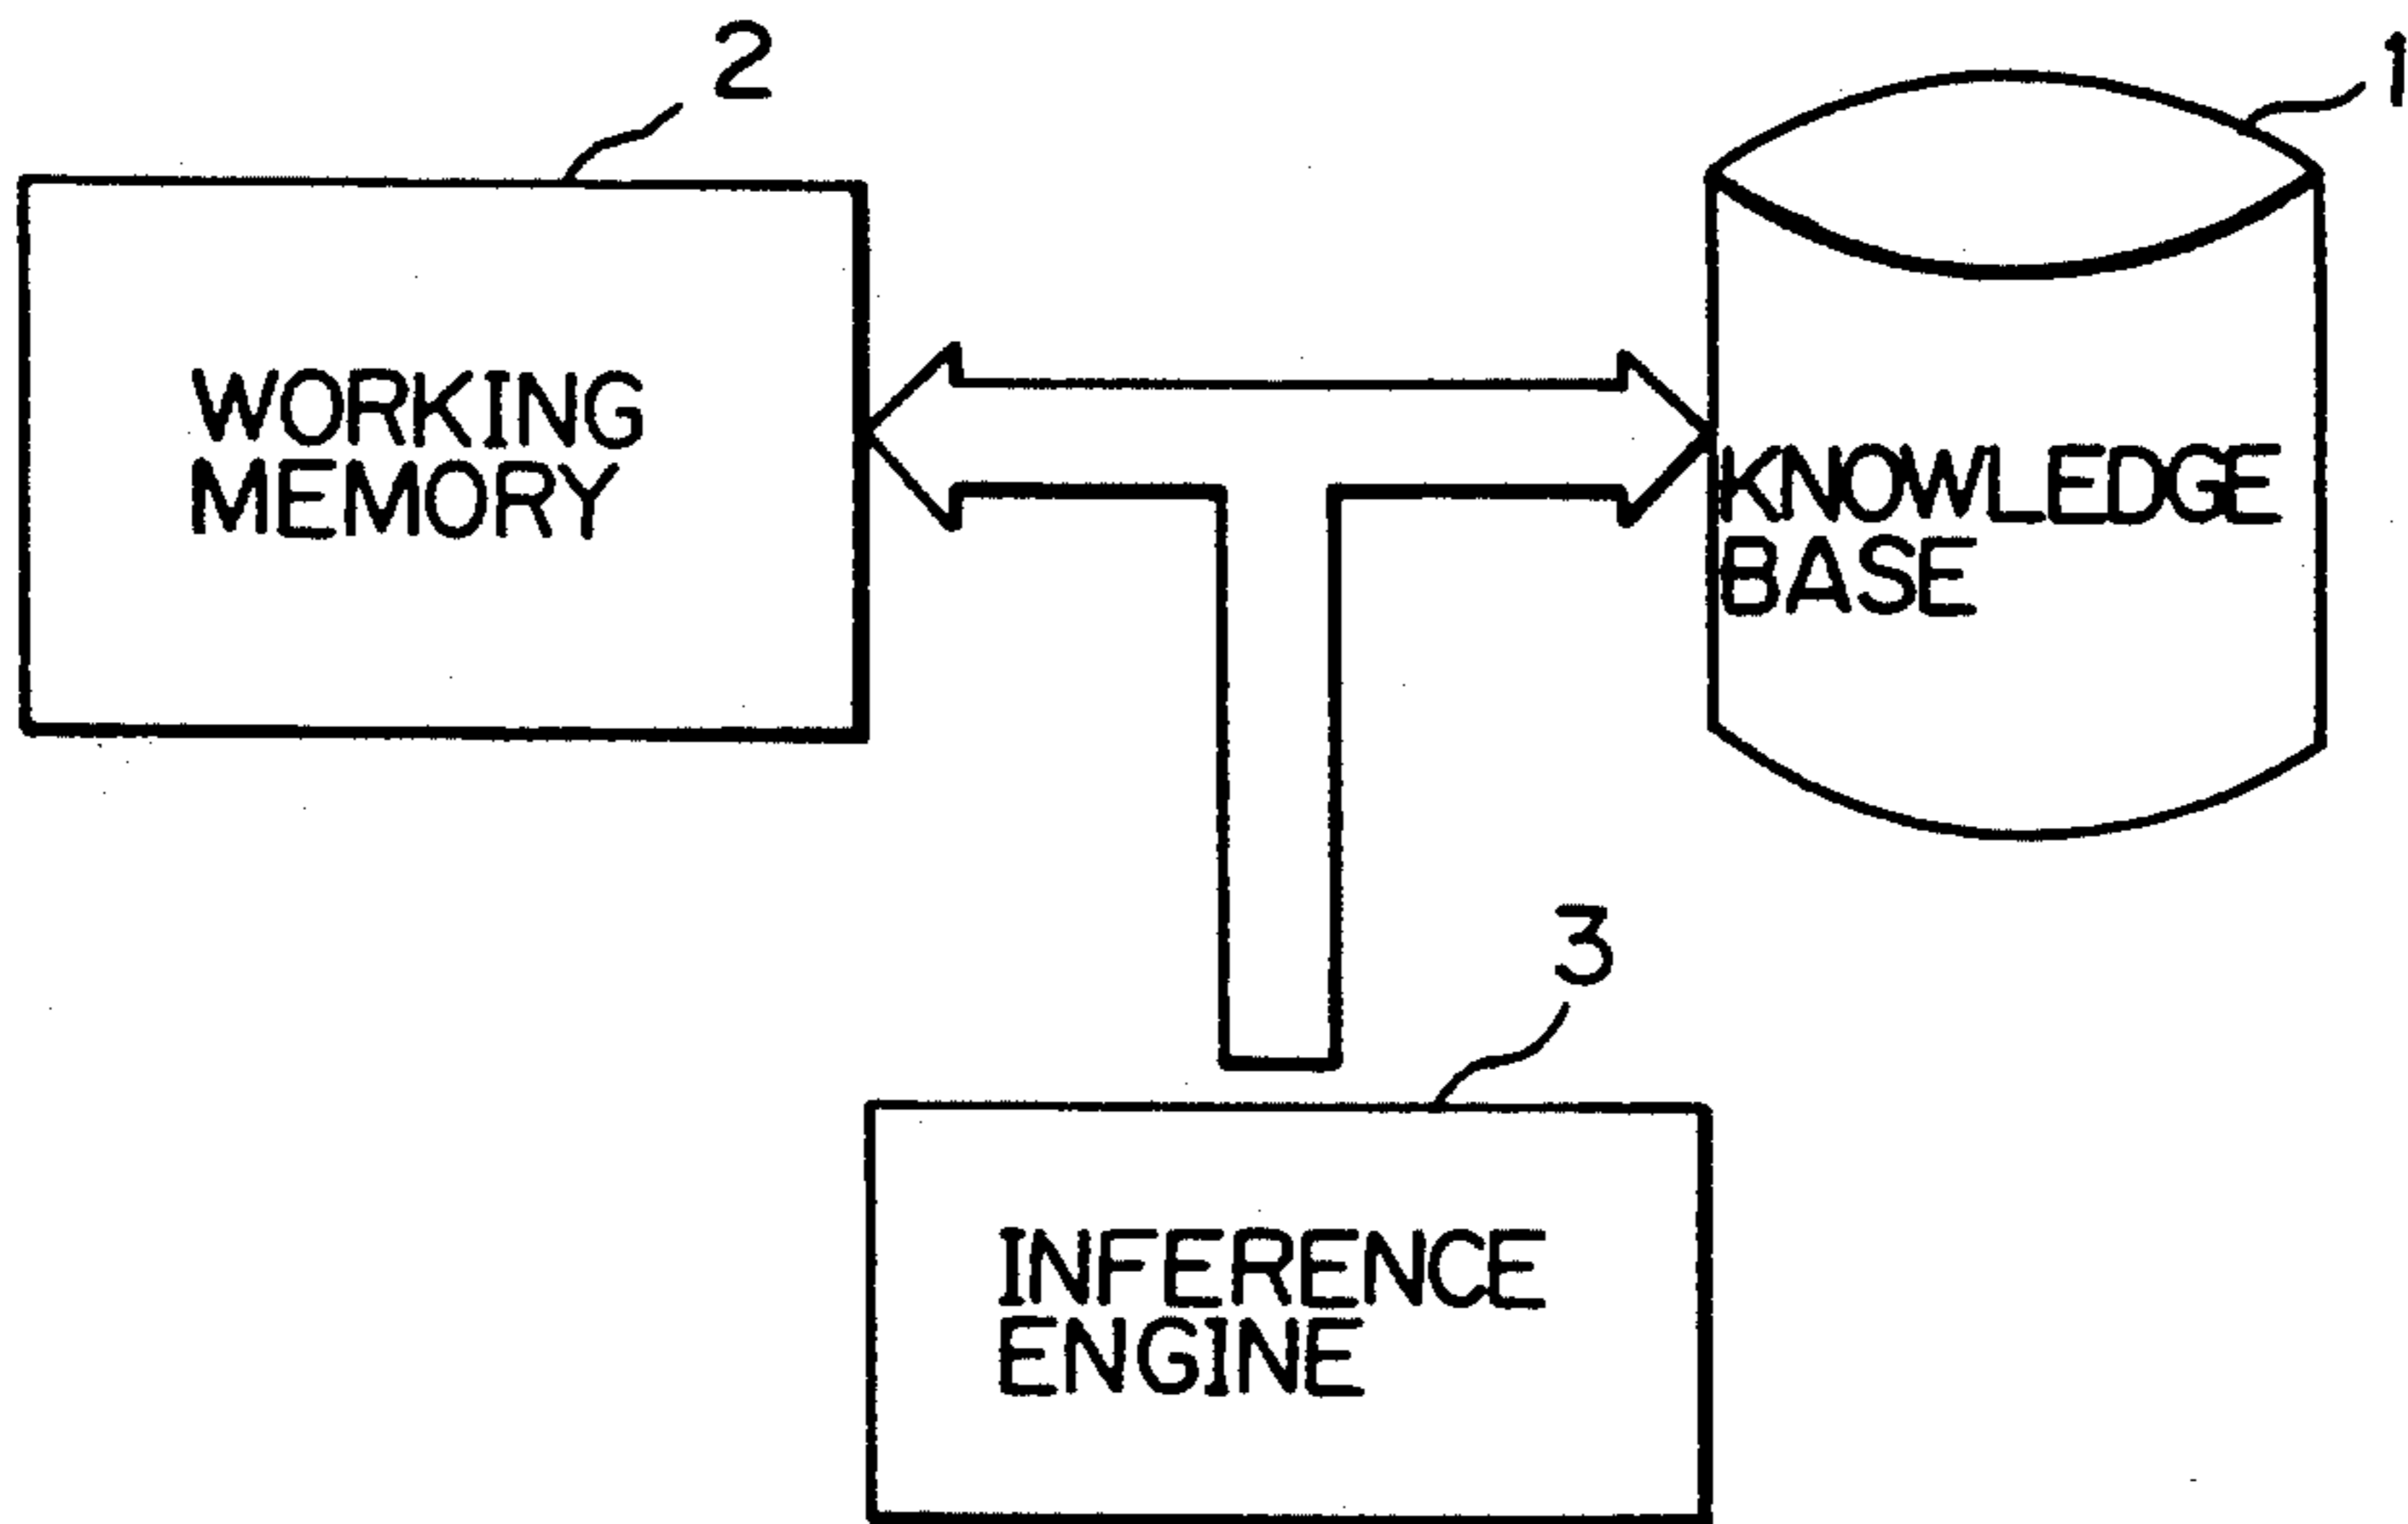 2
1
WORKING
MEMORY
KNOWLEDGE
BASE
3
INFERENCE
ENGINE